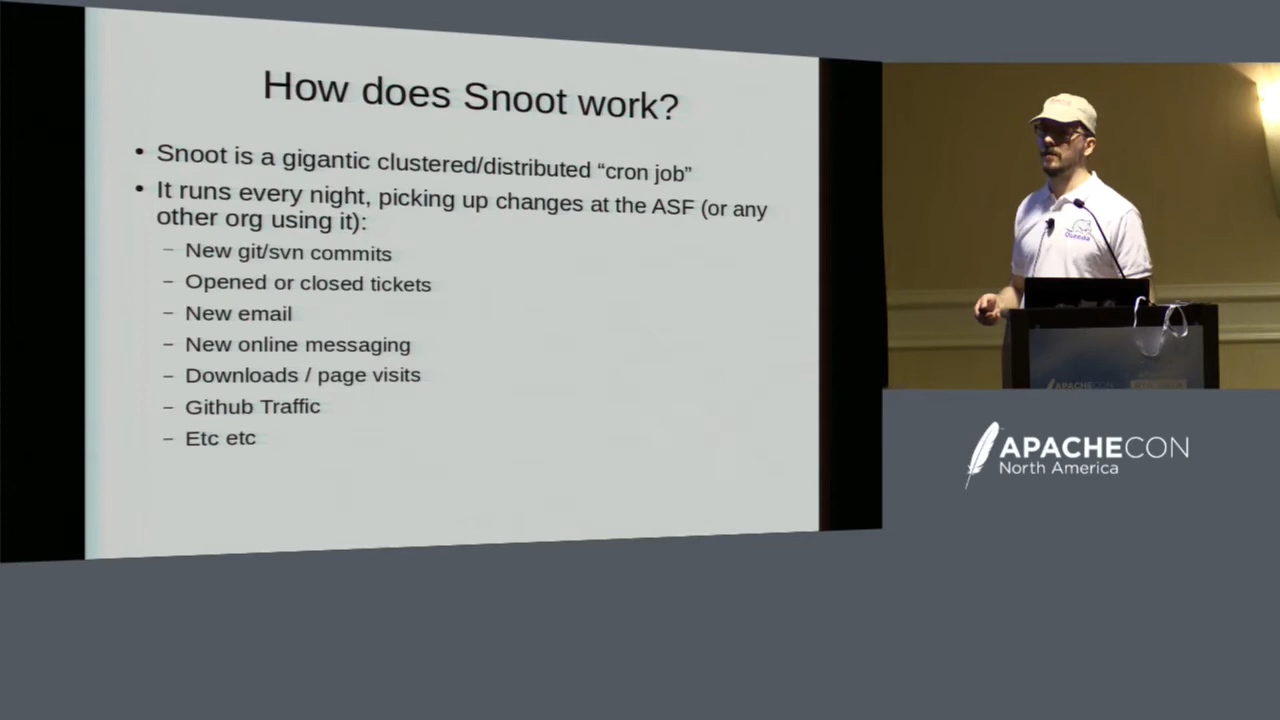 How does Snoot work?
• Snoot is a gigantic clustered/distributed “cron job”
• It runs every night, picking up changes at the ASF (or any
other org using it):
– New git/svn commits
– Opened or closed tickets
– New email
– New online messaging
– Downloads / page visits
– Github Traffic
– Etc etc
APACHECON
North America
APACHECON